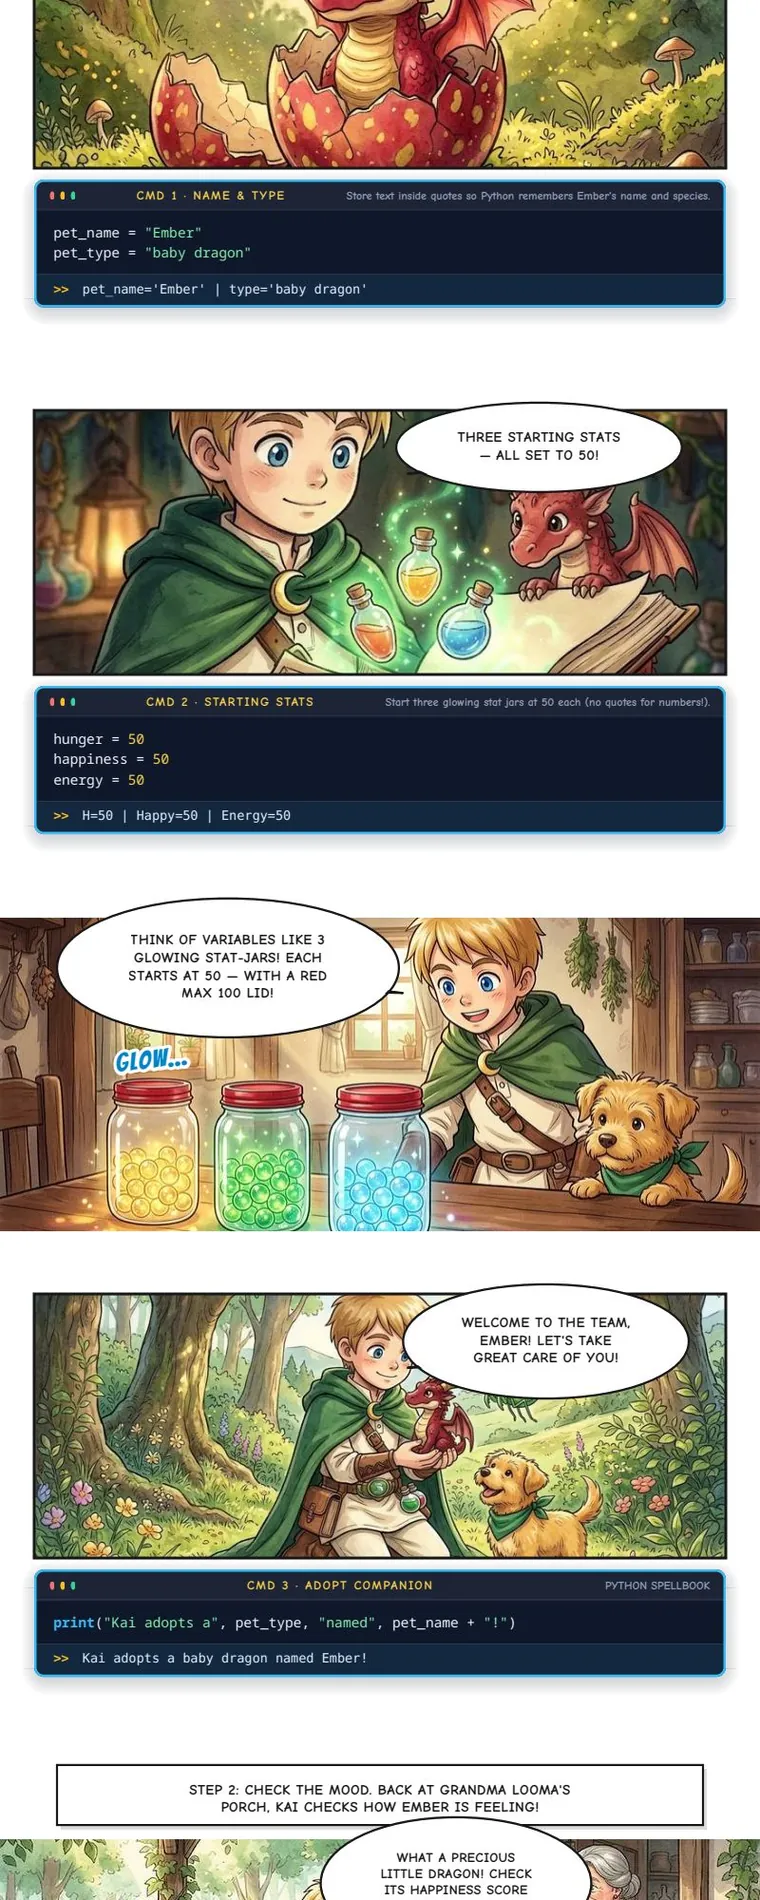 CMD 1 · NAME & TYPE
Store text inside quotes so Python remembers Ember's name and species.
pet_name = "Ember"
pet_type = "baby dragon"
>> pet_name='Ember' | type='baby dragon'
THREE STARTING STATS
— ALL SET TO 50!
CMD 2 · STARTING STATS
Start three glowing stat jars at 50 each (no quotes for numbers!).
hunger = 50
happiness = 50
energy = 50
>> H=50 | Happy=50 | Energy=50
THINK OF VARIABLES LIKE 3
GLOWING STAT-JARS! EACH
STARTS AT 50 — WITH A RED
MAX 100 LID!
GLOW...
WELCOME TO THE TEAM,
EMBER! LET'S TAKE
GREAT CARE OF YOU!
CMD 3 · ADOPT COMPANION
PYTHON SPELLBOOK
print("Kai adopts a", pet_type, "named", pet_name + "!")
>> Kai adopts a baby dragon named Ember!
STEP 2: CHECK THE MOOD. BACK AT GRANDMA LOOMA'S
PORCH, KAI CHECKS HOW EMBER IS FEELING!
WHAT A PRECIOUS
LITTLE DRAGON! CHECK
ITS HAPPINESS SCORE